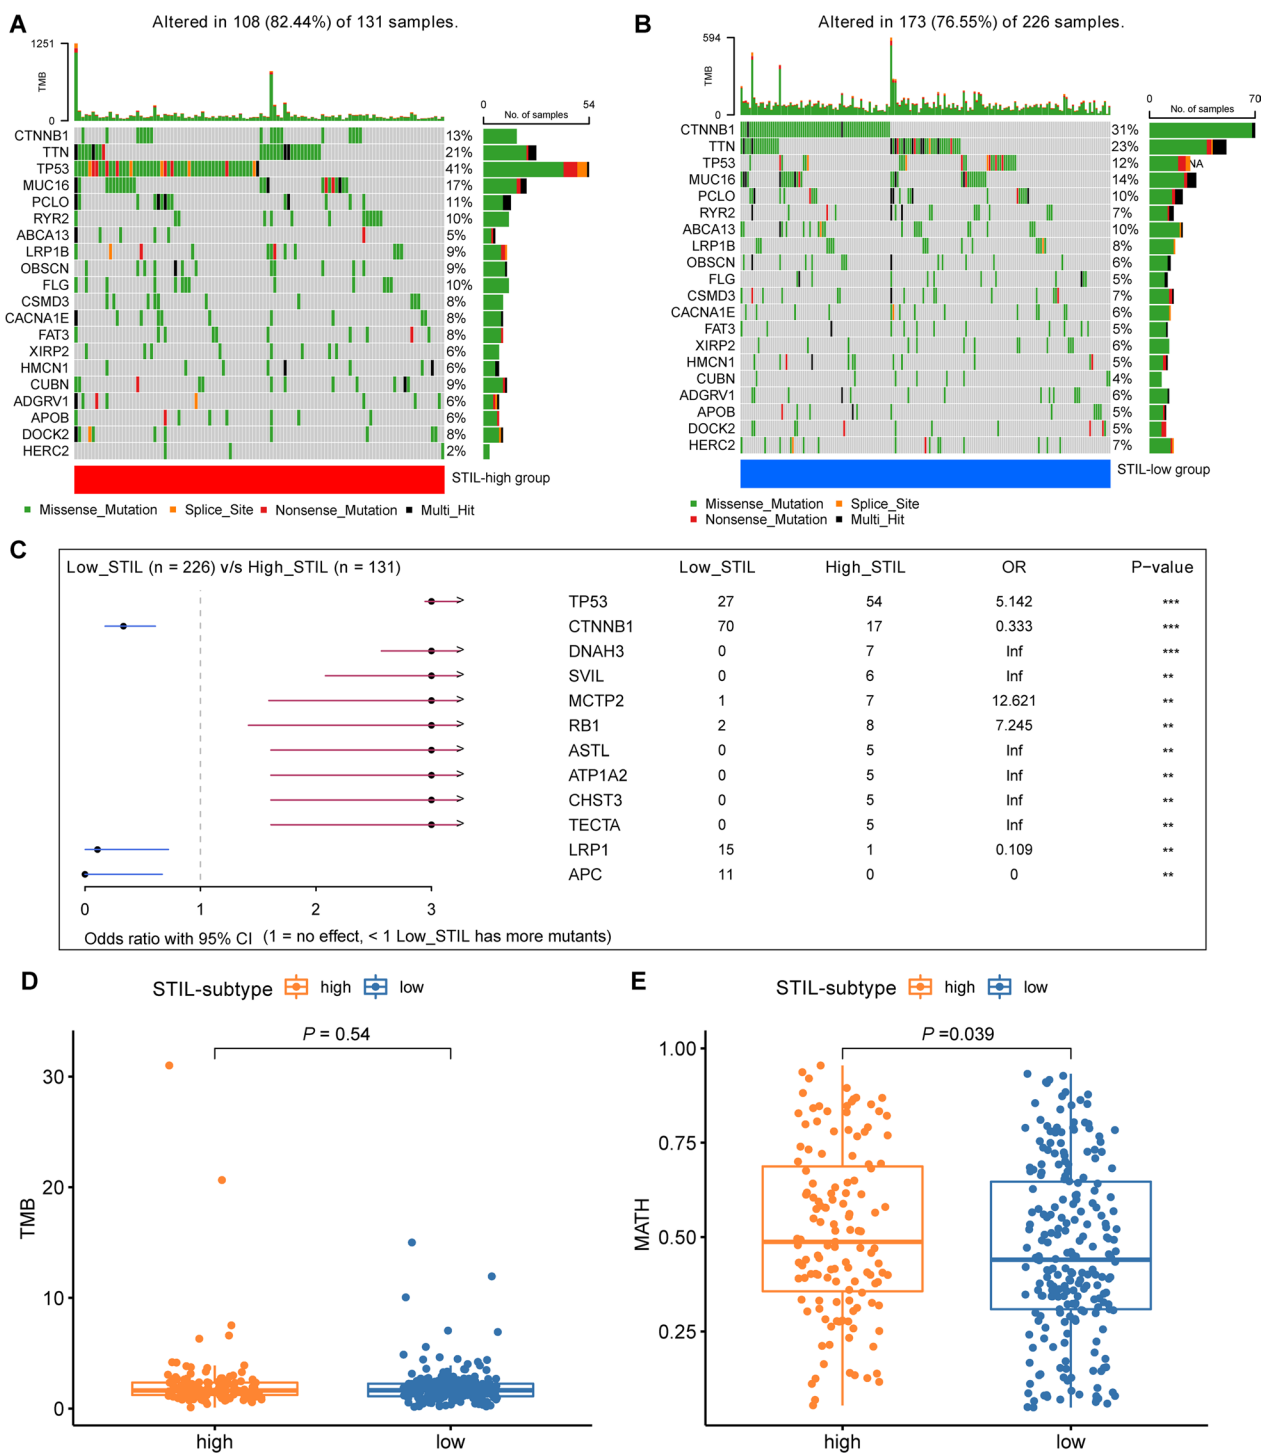 A
Altered in 108 (82.44%) of 131 samples.
1251
TMB
0
0 54
No. of samples
CTNNB1 13%
TTN 21%
TP53 41%
MUC16 17%
PCLO 11%
RYR2 10%
ABCA13 5%
LRP1B 9%
OBSCN 9%
FLG 10%
CSMD3 8%
CACNA1E 8%
FAT3 8%
XIRP2 6%
HMCN1 6%
CUBN 9%
ADGRV1 6%
APOB 6%
DOCK2 8%
HERC2 2%
STIL-high group
Missense_Mutation Splice_Site Nonsense_Mutation Multi_Hit
B
Altered in 173 (76.55%) of 226 samples.
594
TMB
0
0 70
No. of samples
CTNNB1 31%
TTN 23%
TP53 12% NA
MUC16 14%
PCLO 10%
RYR2 7%
ABCA13 10%
LRP1B 8%
OBSCN 6%
FLG 5%
CSMD3 7%
CACNA1E 6%
FAT3 5%
XIRP2 6%
HMCN1 5%
CUBN 4%
ADGRV1 6%
APOB 5%
DOCK2 5%
HERC2 7%
STIL-low group
Missense_Mutation Splice_Site
Nonsense_Mutation Multi_Hit
C
Low_STIL (n = 226) v/s High_STIL (n = 131) Low_STIL High_STIL OR P−value
TP53 27 54 5.142 ***
CTNNB1 70 17 0.333 ***
DNAH3 0 7 Inf ***
SVIL 0 6 Inf **
MCTP2 1 7 12.621 **
RB1 2 8 7.245 **
ASTL 0 5 Inf **
ATP1A2 0 5 Inf **
CHST3 0 5 Inf **
TECTA 0 5 Inf **
LRP1 15 1 0.109 **
APC 11 0 0 **
0 1 2 3
Odds ratio with 95% CI (1 = no effect, < 1 Low_STIL has more mutants)
D
STIL-subtype high low
P = 0.54
30
20
10
0
TMB
high low
E
STIL-subtype high low
P =0.039
1.00
0.75
0.50
0.25
MATH
high low